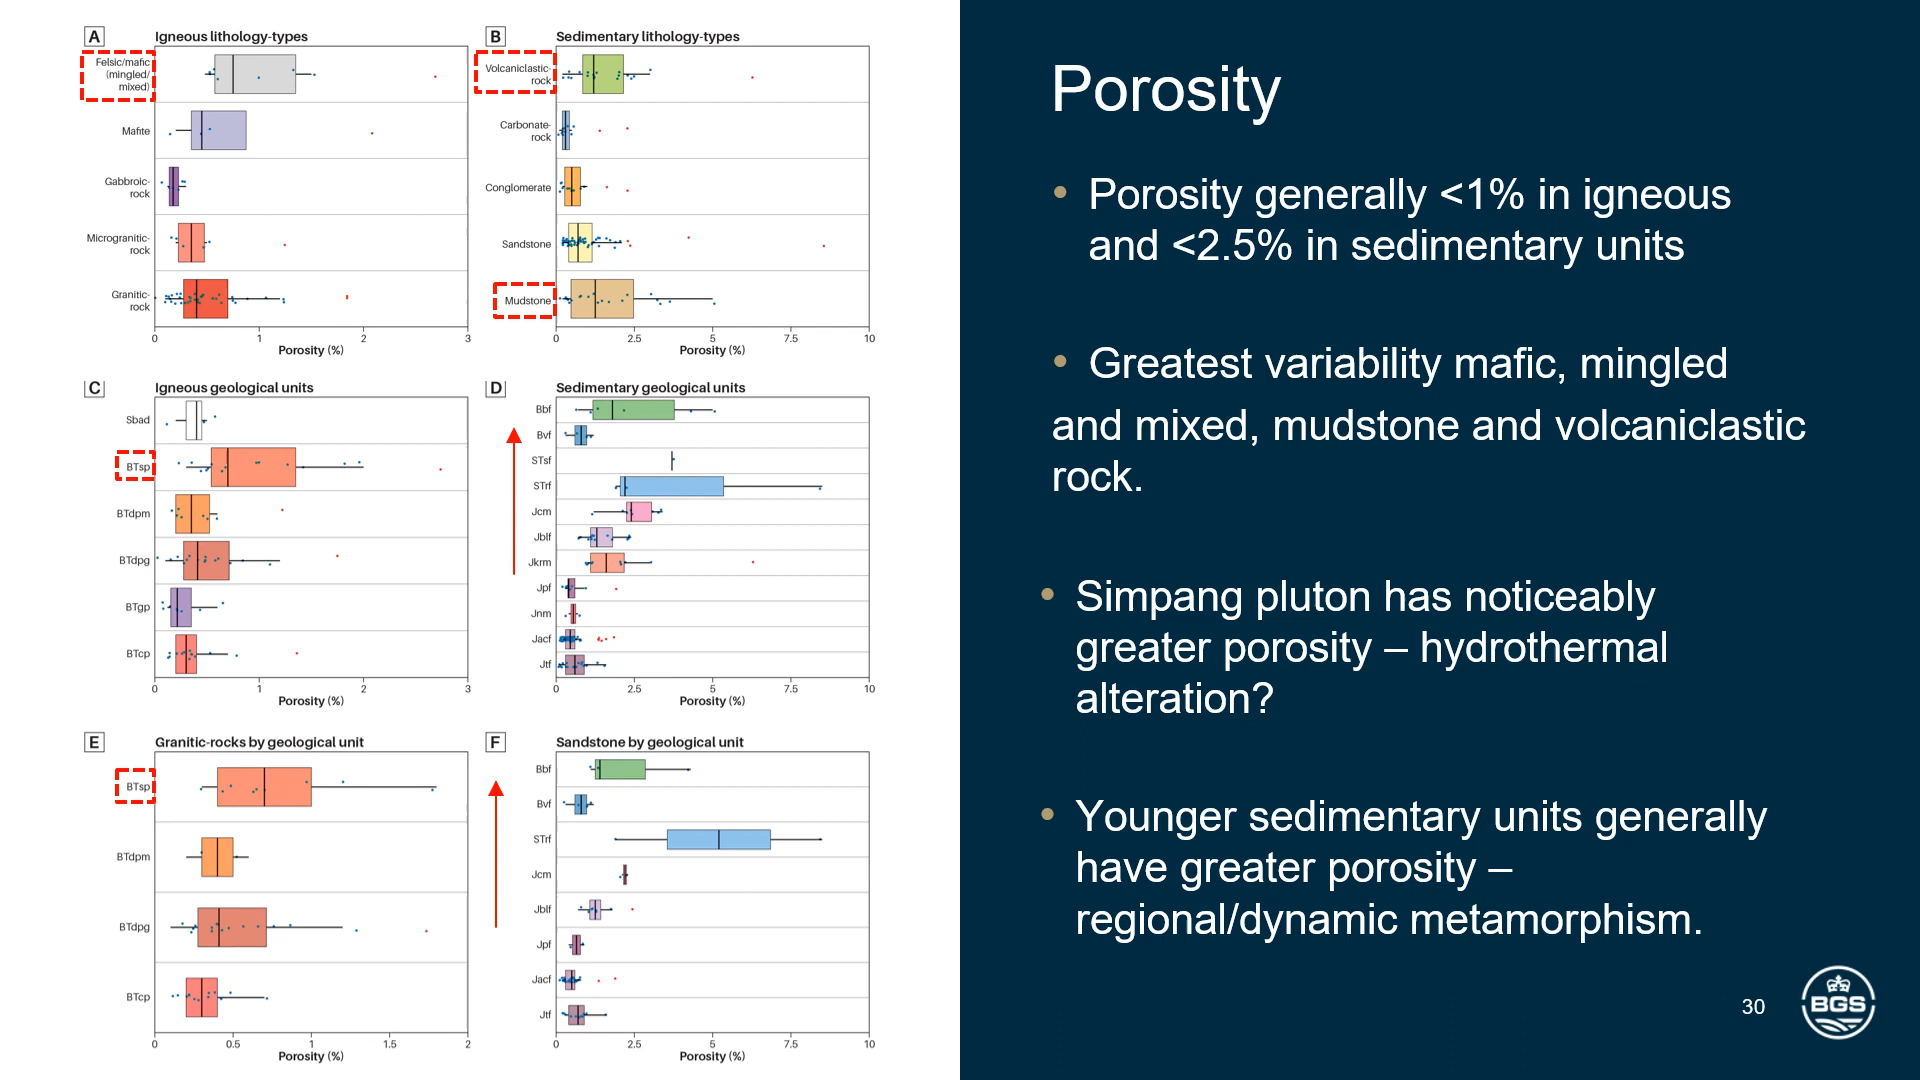 A Igneous lithology-types
Felsic/mafic
(mingled/
mixed)
Mafite
Gabbroic-
rock
Microgranitic-
rock
Granitic-
rock
0 1 2 3
Porosity (%)
B Sedimentary lithology-types
Volcaniclastic-
rock
Carbonate-
rock
Conglomerate
Sandstone
Mudstone
0 2.5 5 7.5 10
Porosity (%)
C Igneous geological units
Sbad
BTsp
BTdpm
BTdpg
BTgp
BTcp
0 1 2 3
Porosity (%)
D Sedimentary geological units
Bbf
Bvf
STsf
STrf
Jcm
Jblf
Jkrm
Jpf
Jnm
Jacf
Jtf
0 2.5 5 7.5 10
Porosity (%)
E Granitic-rocks by geological unit
BTsp
BTdpm
BTdpg
BTcp
0 0.5 1 1.5 2
Porosity (%)
F Sandstone by geological unit
Bbf
Bvf
STrf
Jcm
Jblf
Jpf
Jacf
Jtf
0 2.5 5 7.5 10
Porosity (%)
Porosity
• Porosity generally <1% in igneous
and <2.5% in sedimentary units
• Greatest variability mafic, mingled
and mixed, mudstone and volcaniclastic
rock.
• Simpang pluton has noticeably
greater porosity – hydrothermal
alteration?
• Younger sedimentary units generally
have greater porosity –
regional/dynamic metamorphism.
30
BGS